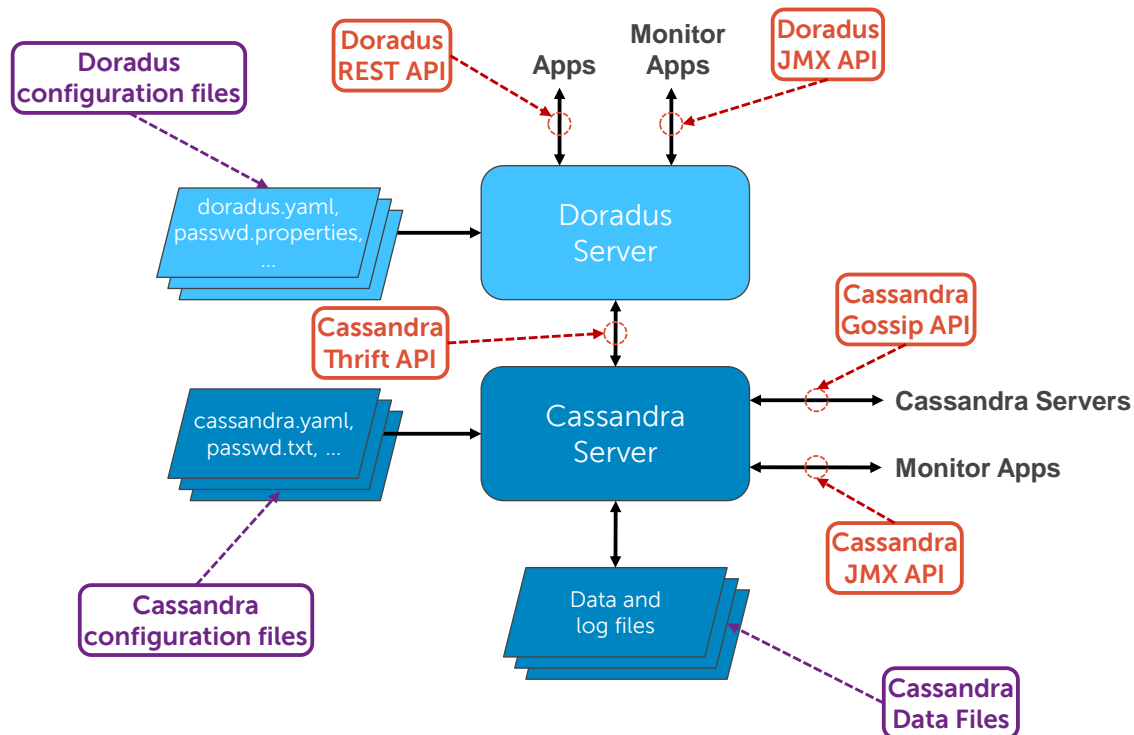 Doradus
REST API
Apps
Monitor
Apps
Doradus
JMX API
Doradus
configuration files
doradus.yaml,
passwd.properties,
...
Doradus
Server
Cassandra
Thrift API
Cassandra
Gossip API
cassandra.yaml,
passwd.txt, ...
Cassandra
Server
Cassandra Servers
Monitor Apps
Cassandra
JMX API
Cassandra
configuration files
Data and
log files
Cassandra
Data Files